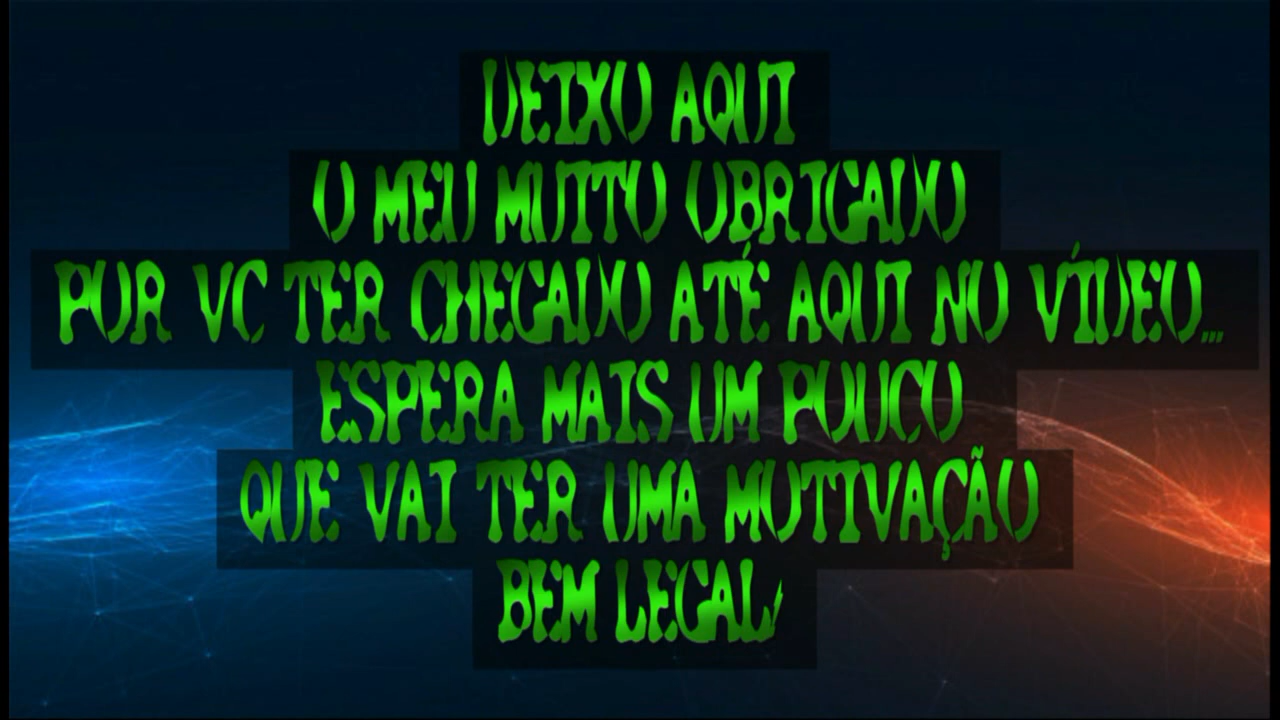 DEIXO AQUI
O MEU MUITO OBRIGADO
POR VC TER CHEGADO ATÉ AQUI NO VÍDEO...
ESPERA MAIS UM POUCO
QUE VAI TER UMA MOTIVAÇÃO
BEM LEGAL!